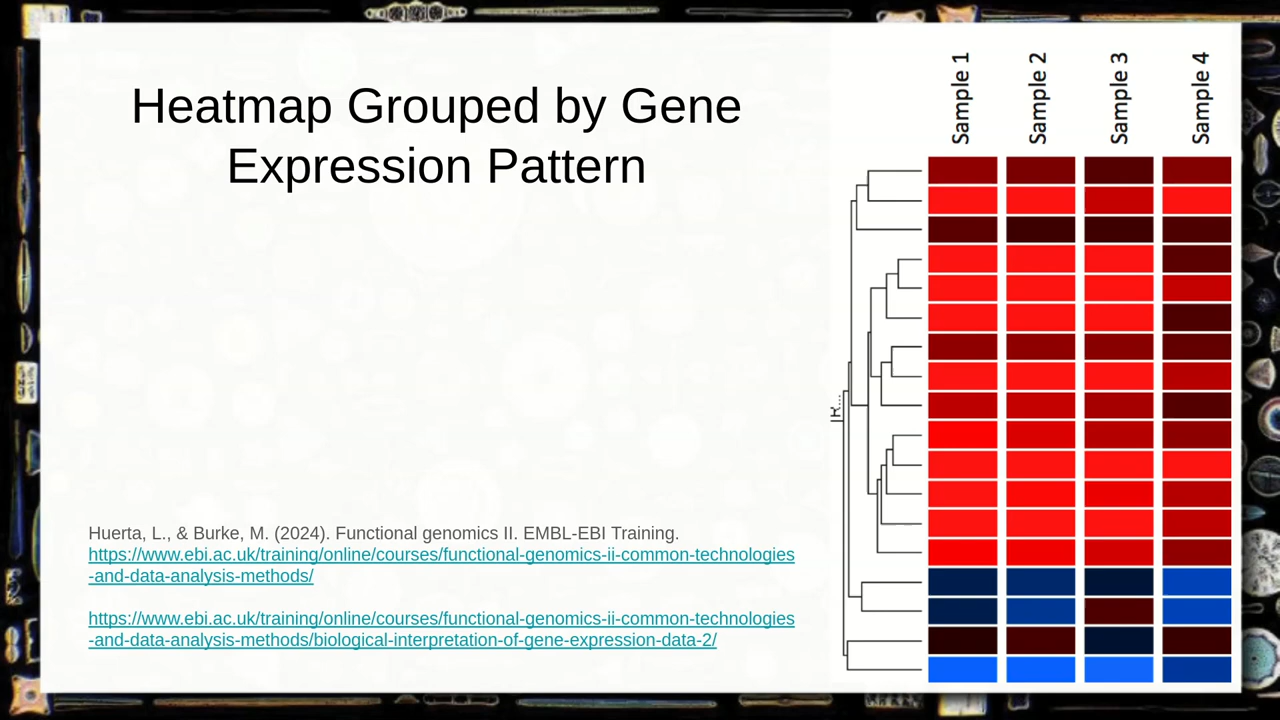 Heatmap Grouped by Gene
Expression Pattern
Sample 1
Sample 2
Sample 3
Sample 4
Huerta, L., & Burke, M. (2024). Functional genomics II. EMBL-EBI Training.
https://www.ebi.ac.uk/training/online/courses/functional-genomics-ii-common-technologies
-and-data-analysis-methods/
https://www.ebi.ac.uk/training/online/courses/functional-genomics-ii-common-technologies
-and-data-analysis-methods/biological-interpretation-of-gene-expression-data-2/